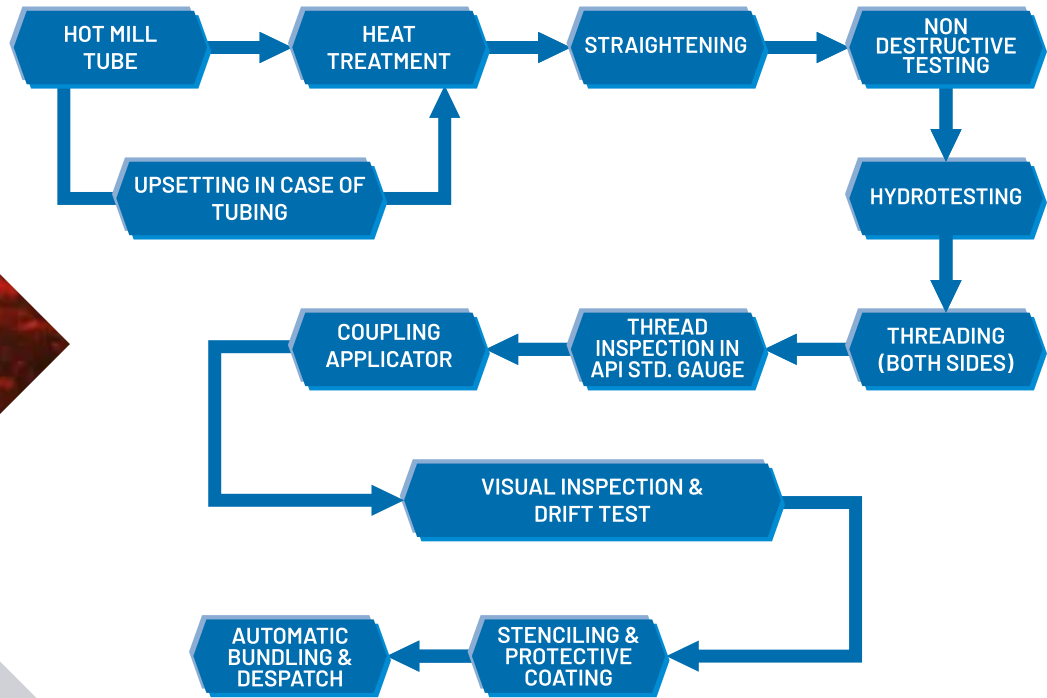 HOT MILL
TUBE
HEAT
TREATMENT
STRAIGHTENING
NON
DESTRUCTIVE
TESTING
UPSETTING IN CASE OF
TUBING
HYDROTESTING
THREADING
(BOTH SIDES)
THREAD
INSPECTION IN
API STD. GAUGE
COUPLING
APPLICATOR
VISUAL INSPECTION &
DRIFT TEST
STENCILING &
PROTECTIVE
COATING
AUTOMATIC
BUNDLING &
DESPATCH